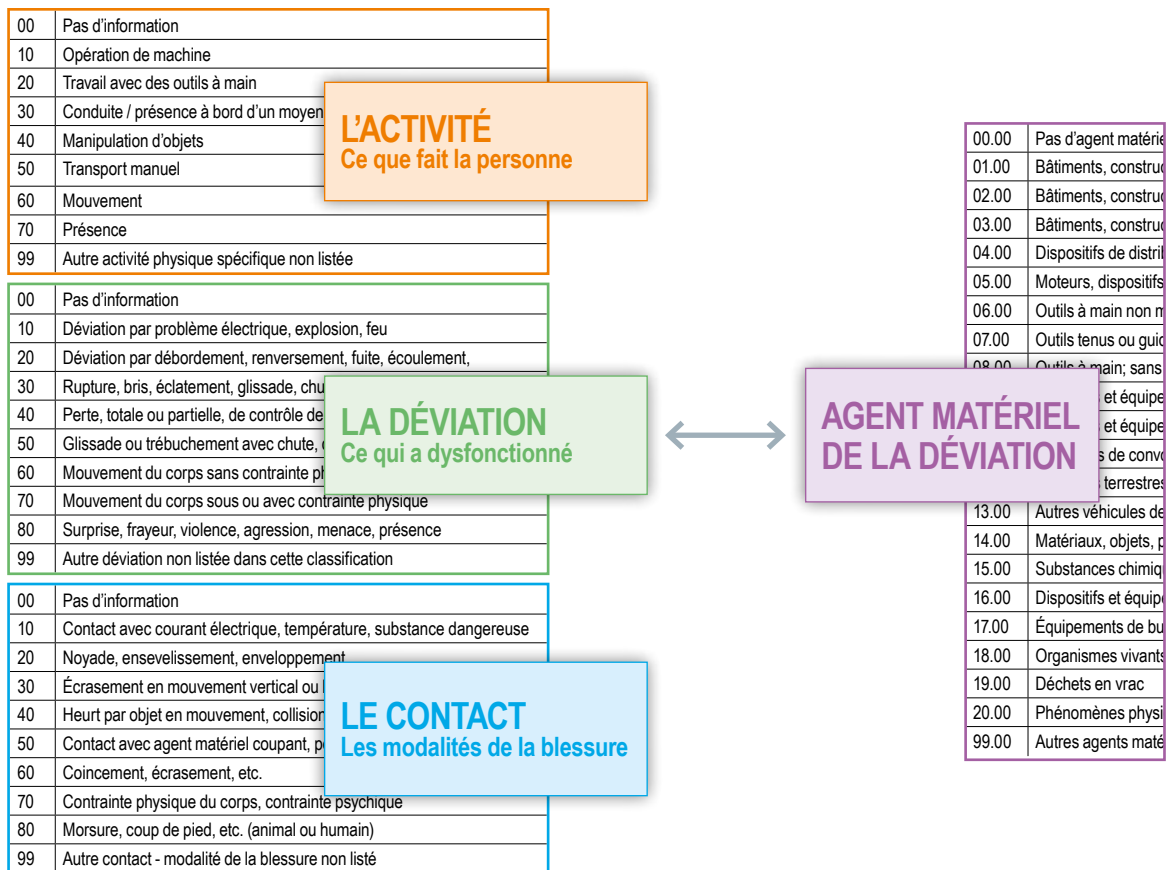 00 Pas d'information
10 Opération de machine
20 Travail avec des outils à main
30 Conduite / présence à bord d'un moyen
40 Manipulation d'objets
50 Transport manuel
60 Mouvement
70 Présence
99 Autre activité physique spécifique non listée
L'ACTIVITÉ
Ce que fait la personne
00 Pas d'information
10 Déviation par problème électrique, explosion, feu
20 Déviation par débordement, renversement, fuite, écoulement,
30 Rupture, bris, éclatement, glissade,
40 Perte, totale ou partielle, de contrôle de
50 Glissade ou trébuchement avec chute,
60 Mouvement du corps sans contrainte
70 Mouvement du corps sous ou avec contrainte physique
80 Surprise, frayeur, violence, agression, menace, présence
99 Autre déviation non listée dans cette classification
LA DÉVIATION
Ce qui a dysfonctionné
00 Pas d'information
10 Contact avec courant électrique, température, substance dangereuse
20 Noyade, ensevelissement, enveloppement
30 Écrasement en mouvement vertical ou
40 Heurt par objet en mouvement, collision
50 Contact avec agent matériel coupant,
60 Coincement, écrasement, etc.
70 Contrainte physique du corps, contrainte psychique
80 Morsure, coup de pied, etc. (animal ou humain)
99 Autre contact - modalité de la blessure non listé
LE CONTACT
Les modalités de la blessure
AGENT MATÉRIEL
DE LA DÉVIATION
00.00 Pas d'agent
01.00 Bâtiments,
02.00 Bâtiments,
03.00 Bâtiments,
04.00 Dispositifs de
05.00 Moteurs, dispositifs
06.00 Outils à main non
07.00 Outils tenus ou
08.00 Outils à main; sans
et
et
de
terrestres
13.00 Autres véhicules de
14.00 Matériaux, objets,
15.00 Substances
16.00 Dispositifs et
17.00 Équipements de
18.00 Organismes vivants
19.00 Déchets en vrac
20.00 Phénomènes
99.00 Autres agents